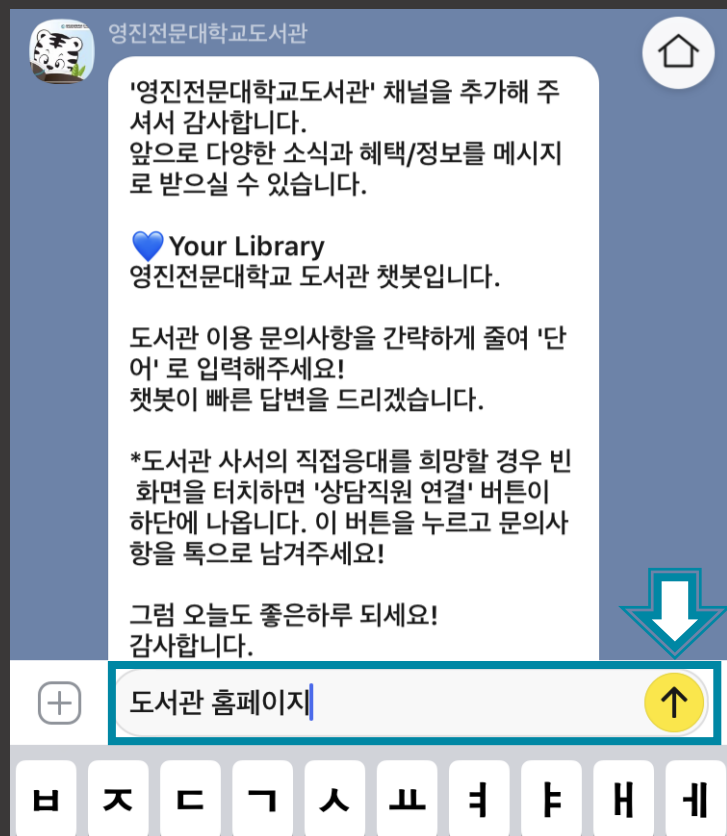 영진전문대학교도서관
'영진전문대학교도서관' 채널을 추가해 주
셔서 감사합니다.
앞으로 다양한 소식과 혜택/정보를 메시지
로 받으실 수 있습니다.
💙Your Library
영진전문대학교 도서관 챗봇입니다.
도서관 이용 문의사항을 간략하게 줄여 '단
어' 로 입력해주세요!
챗봇이 빠른 답변을 드리겠습니다.
*도서관 사서의 직접응대를 희망할 경우 빈
화면을 터치하면 '상담직원 연결' 버튼이
하단에 나옵니다. 이 버튼을 누르고 문의사
항을 톡으로 남겨주세요!
그럼 오늘도 좋은하루 되세요!
감사합니다.
도서관 홈페이지
ㅂ ㅈ ㄷ ㄱ ㅅ ㅛ ㅕ ㅑ ㅐ ㅔ